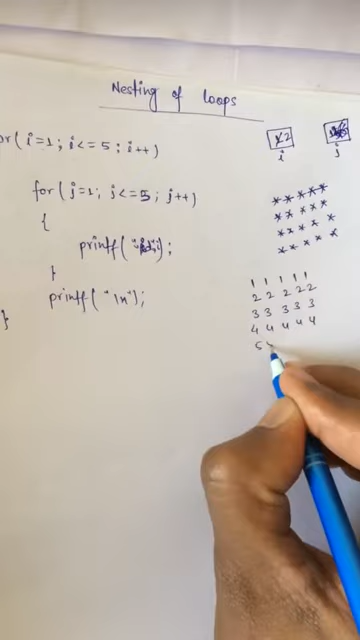 Nesting of loops
or(i=1; i<=5; i++)
for(j=1; j<=5; j++)
{
printf(" );
}
printf("\n");
}
2
i j
* * * * *
* * * *
* * * *
* * * *
1 1 1 1 1
2 2 2 2 2
3 3 3 3 3
4 4 4 4 4
5